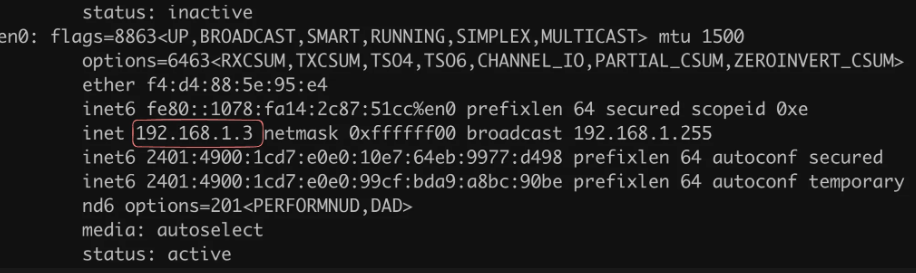 status: inactive
en0: flags=8863<UP,BROADCAST,SMART,RUNNING,SIMPLEX,MULTICAST> mtu 1500
options=6463<RXCSUM,TXCSUM,TSO4,TSO6,CHANNEL_IO,PARTIAL_CSUM,ZEROINVERT_CSUM>
ether f4:d4:88:5e:95:e4
inet6 fe80::1078:fa14:2c87:51cc%en0 prefixlen 64 secured scopeid 0xe
inet 192.168.1.3 netmask 0xffffff00 broadcast 192.168.1.255
inet6 2401:4900:1cd7:e0e0:10e7:64eb:9977:d498 prefixlen 64 autoconf secured
inet6 2401:4900:1cd7:e0e0:99cf:bda9:a8bc:90be prefixlen 64 autoconf temporary
nd6 options=201<PERFORMNUD,DAD>
media: autoselect
status: active